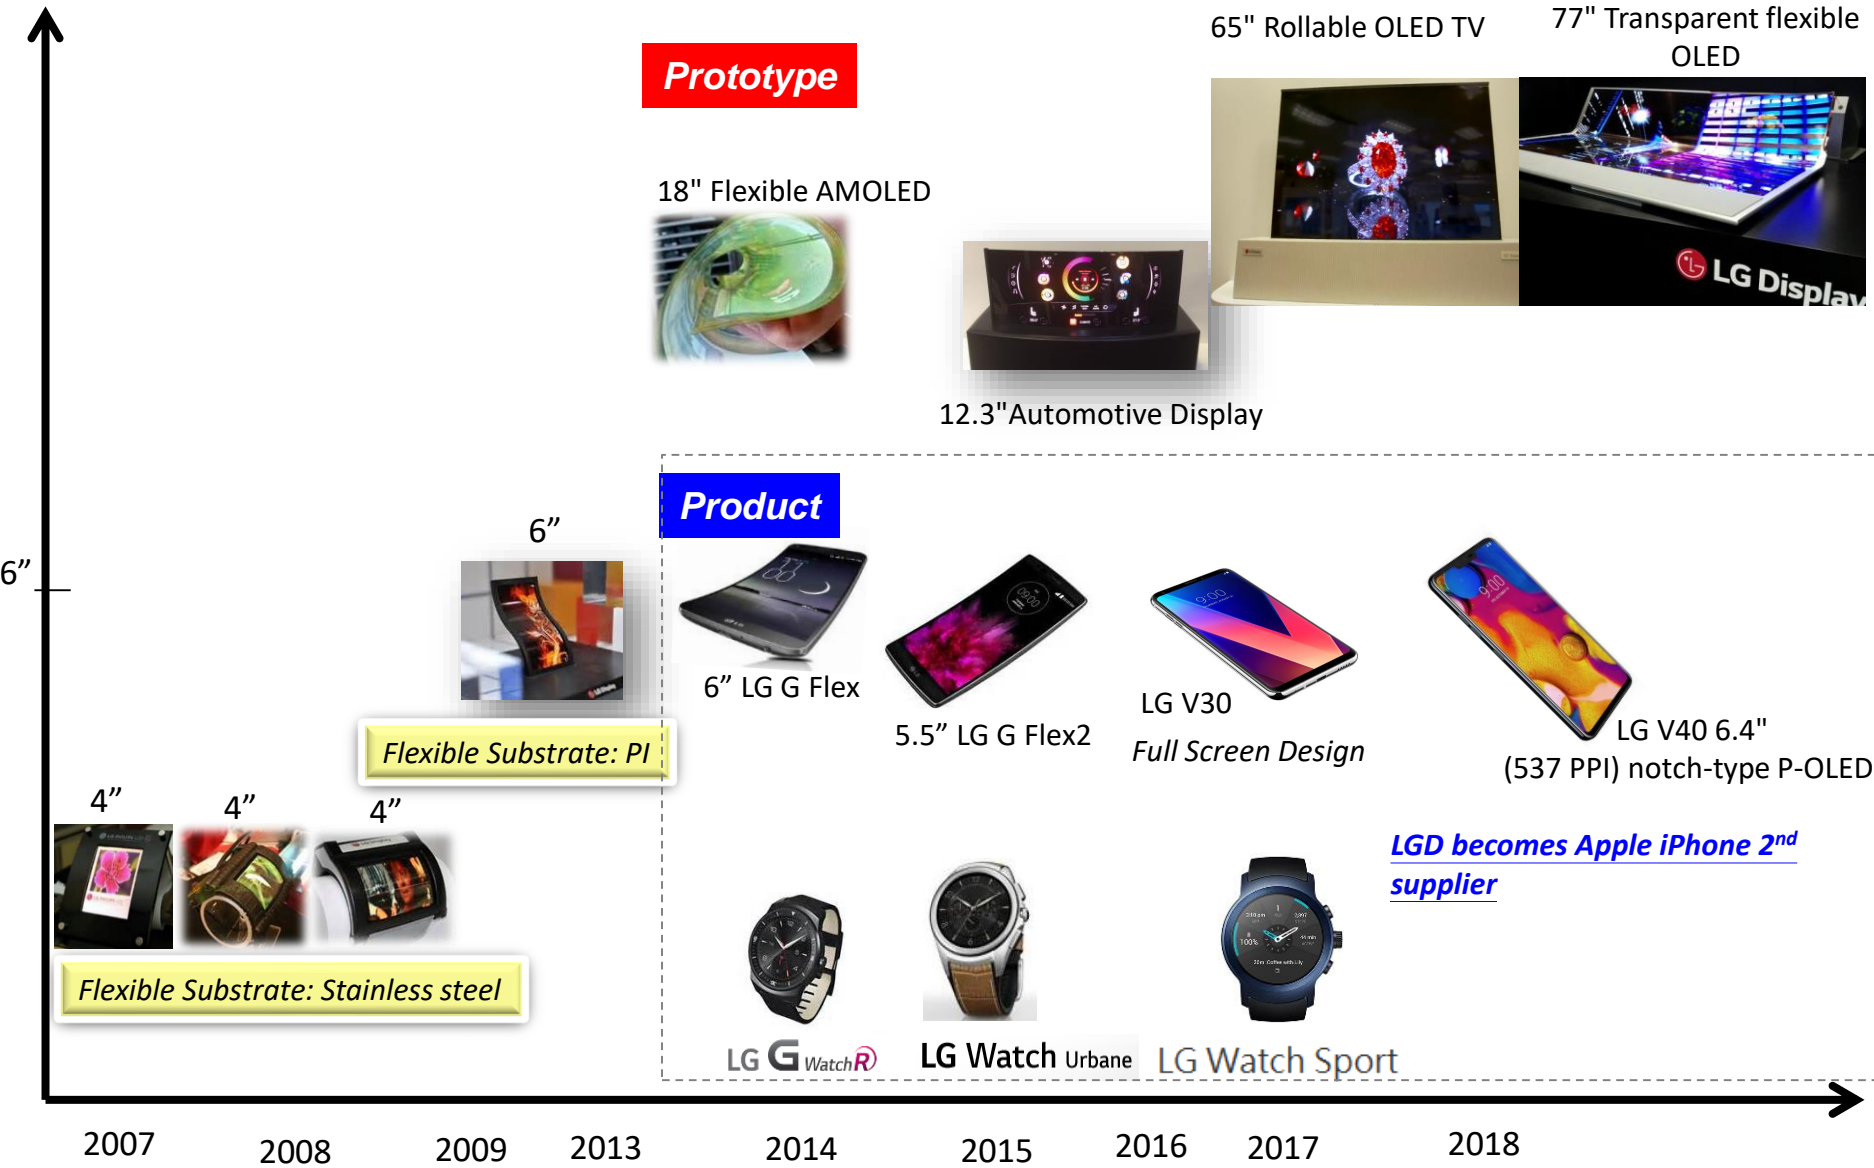 65" Rollable OLED TV
77" Transparent flexible
OLED
Prototype
18" Flexible AMOLED
LG Display
12.3"Automotive Display
Product
6”
6”
6” LG G Flex
5.5” LG G Flex2
LG V30
Full Screen Design
LG V40 6.4"
(537 PPI) notch-type P-OLED
Flexible Substrate: PI
4”
4”
4”
LGD becomes Apple iPhone 2nd
supplier
Flexible Substrate: Stainless steel
LG G Watch R
LG Watch Urbane
LG Watch Sport
2007
2008
2009
2013
2014
2015
2016
2017
2018